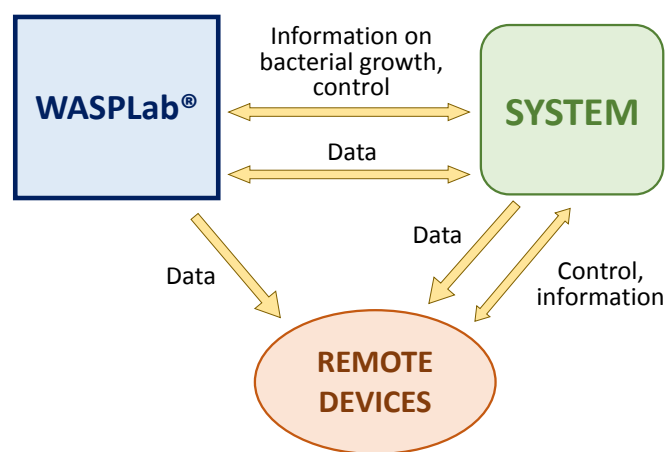 Information on
bacterial growth,
control
WASPLab®
SYSTEM
Data
Data
Data
Control,
information
REMOTE
DEVICES